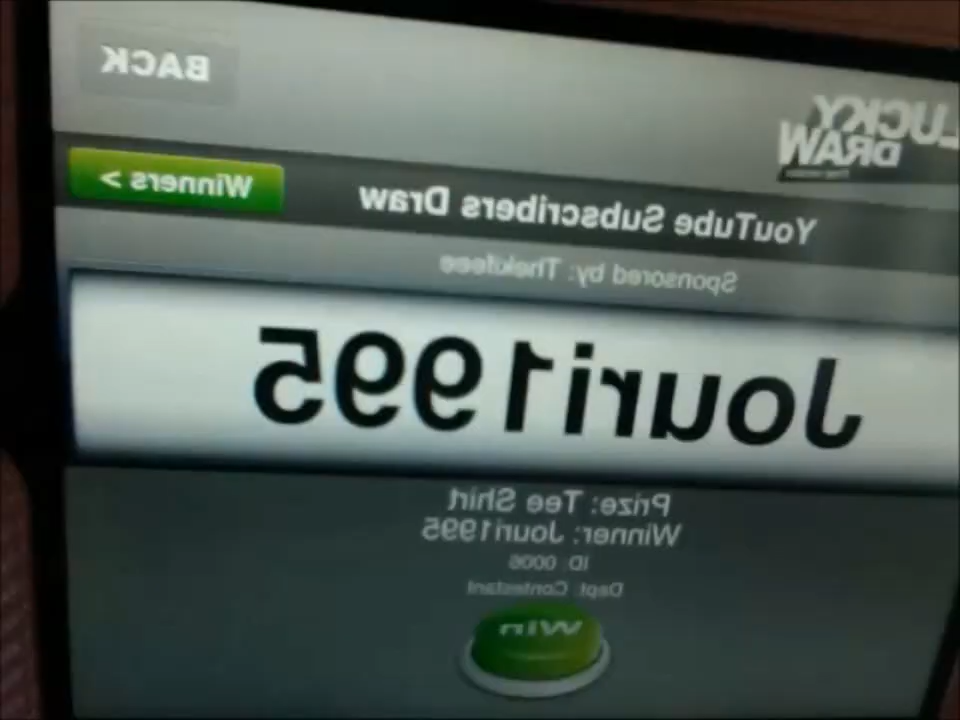 BACK
LUCKY
DRAW
YouTube Subscribers Draw
Winners >
Sponsored by: Thekifeee
Jouri1995
Prize: Tee Shirt
Winner: Jouri1995
ID: 0006
Dept: Contestant
win